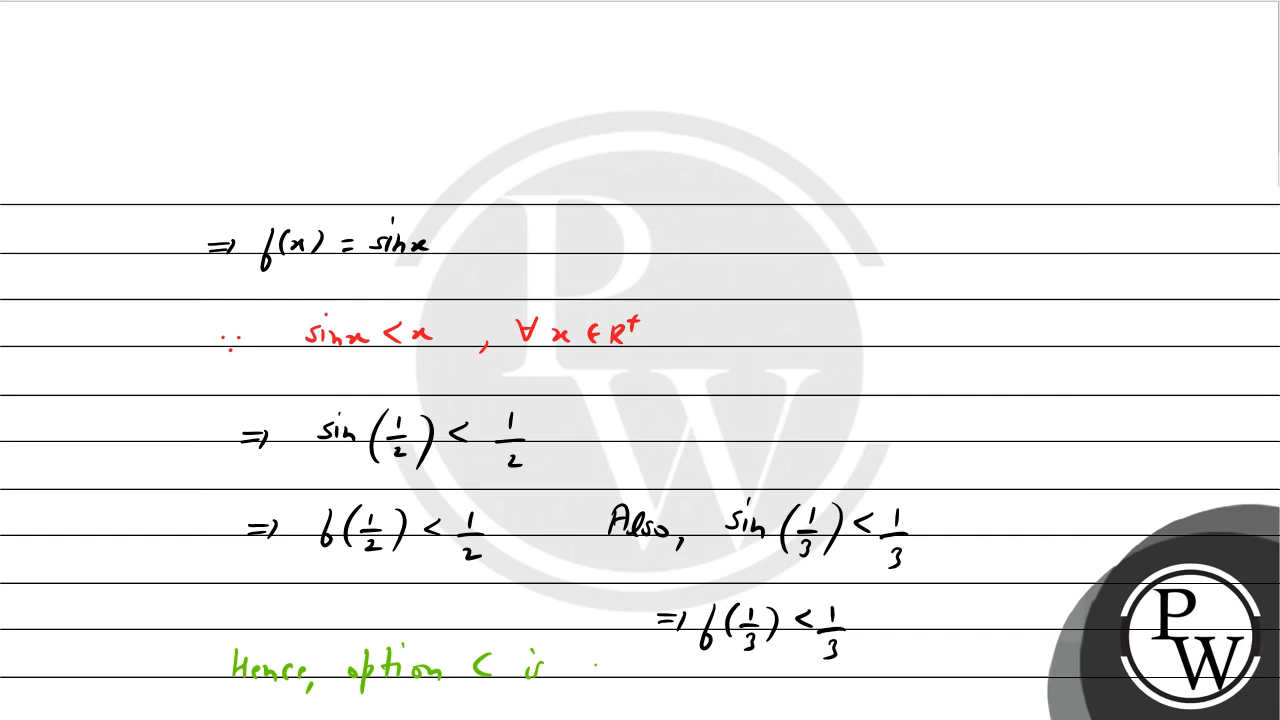 ⇒ f(x) = sinx
∵ sinx < x , ∀ x ∈ R⁺
⇒ sin(1/2) < 1/2
⇒ f(1/2) < 1/2 Also, sin(1/3) < 1/3
⇒ f(1/3) < 1/3
Hence, option C is
P
W
P
W